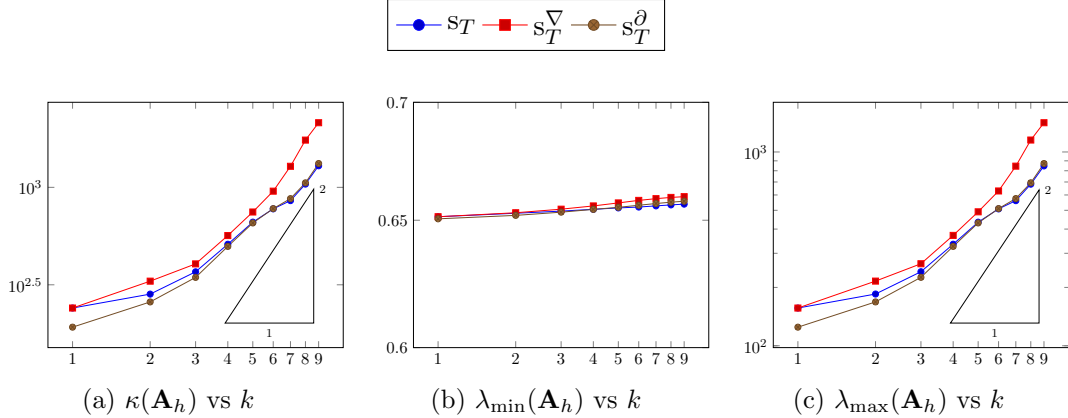 s_T s_T^∇ s_T^∂
10^3
10^2.5
2
1
1 2 3 4 5 6 7 8 9
(a) κ(A_h) vs k
0.7
0.65
0.6
1 2 3 4 5 6 7 8 9
(b) λ_min(A_h) vs k
10^3
10^2
2
1
1 2 3 4 5 6 7 8 9
(c) λ_max(A_h) vs k